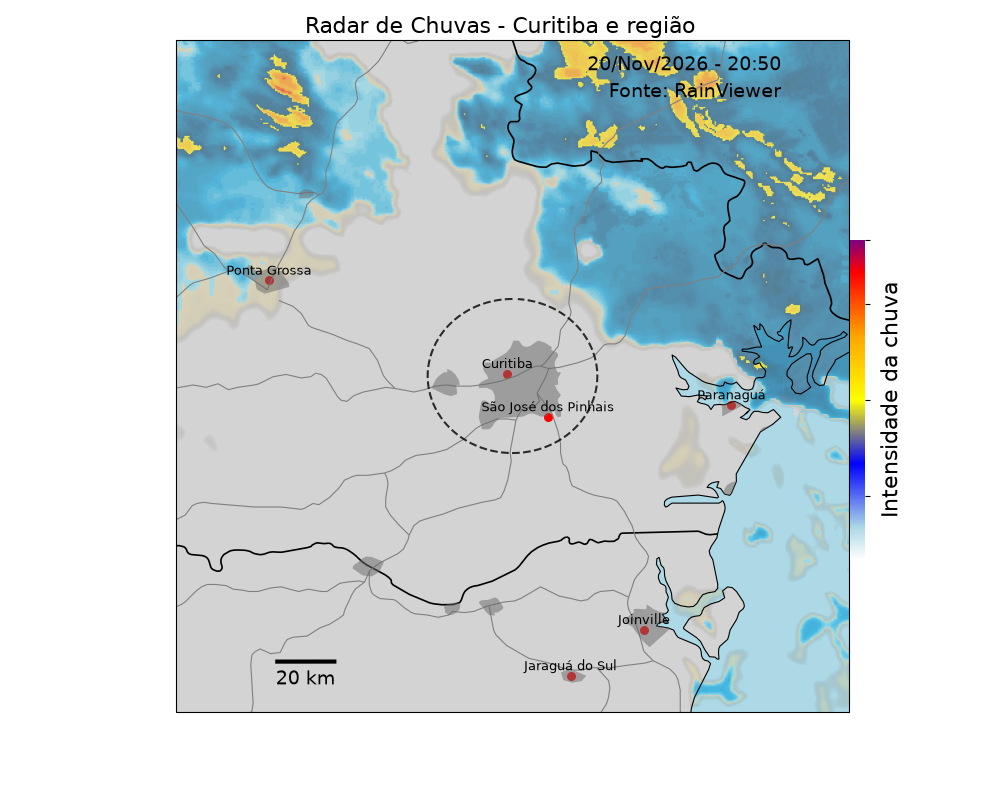 Radar de Chuvas - Curitiba e região
20/Nov/2026 - 20:50
Fonte: RainViewer
Ponta Grossa
Curitiba
Paranaguá
São José dos Pinhais
Intensidade da chuva
Joinville
Jaraguá do Sul
20 km